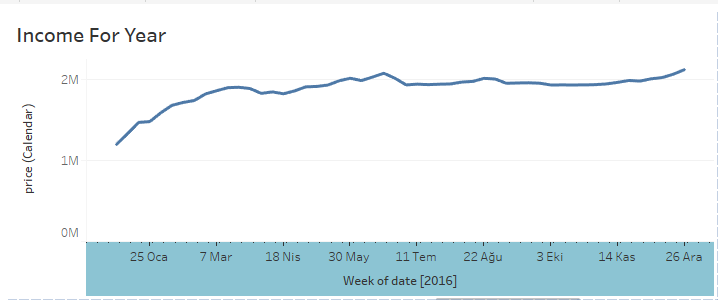 Income For Year
price (Calendar)
2M
1M
0M
25 Oca 7 Mar 18 Nis 30 May 11 Tem 22 Ağu 3 Eki 14 Kas 26 Ara
Week of date [2016]